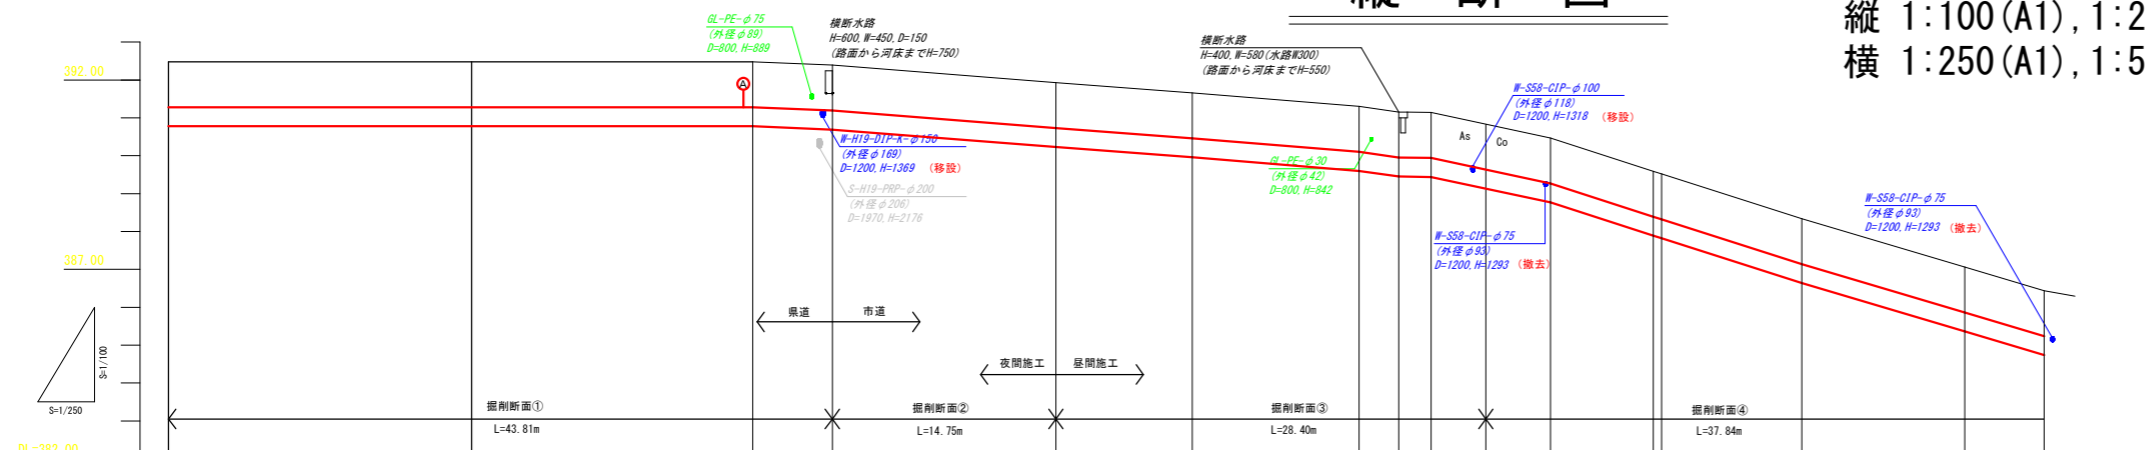 縦 断 図
縦 1:100(A1),1:2
横 1:250(A1),1:5
GL-PE-φ75
(外径φ89)
D=800,H=889
横断水路
H=600,W=450,D=150
(路面から河床までH=750)
横断水路
H=400,W=580(水路W300)
(路面から河床までH=550)
392.00
A
W-S58-CIP-φ100
(外径φ118)
D=1200,H=1318 (移設)
As
Co
W-H19-DIP-K-φ150
(外径φ169)
D=1200,H=1369 (移設)
S-H19-PRP-φ200
(外径φ206)
D=1970,H=2176
GL-PE-φ30
(外径φ42)
D=800,H=842
W-S58-CIP-φ75
(外径φ93)
D=1200,H=1293 (撤去)
W-S58-CIP-φ75
(外径φ93)
D=1200,H=1293 (撤去)
387.00
県道 市道
夜間施工 昼間施工
S=1/100
S=1/250
掘削断面① 掘削断面② 掘削断面③ 掘削断面④
L=43.81m L=14.75m L=28.40m L=37.84m
DL=383.00